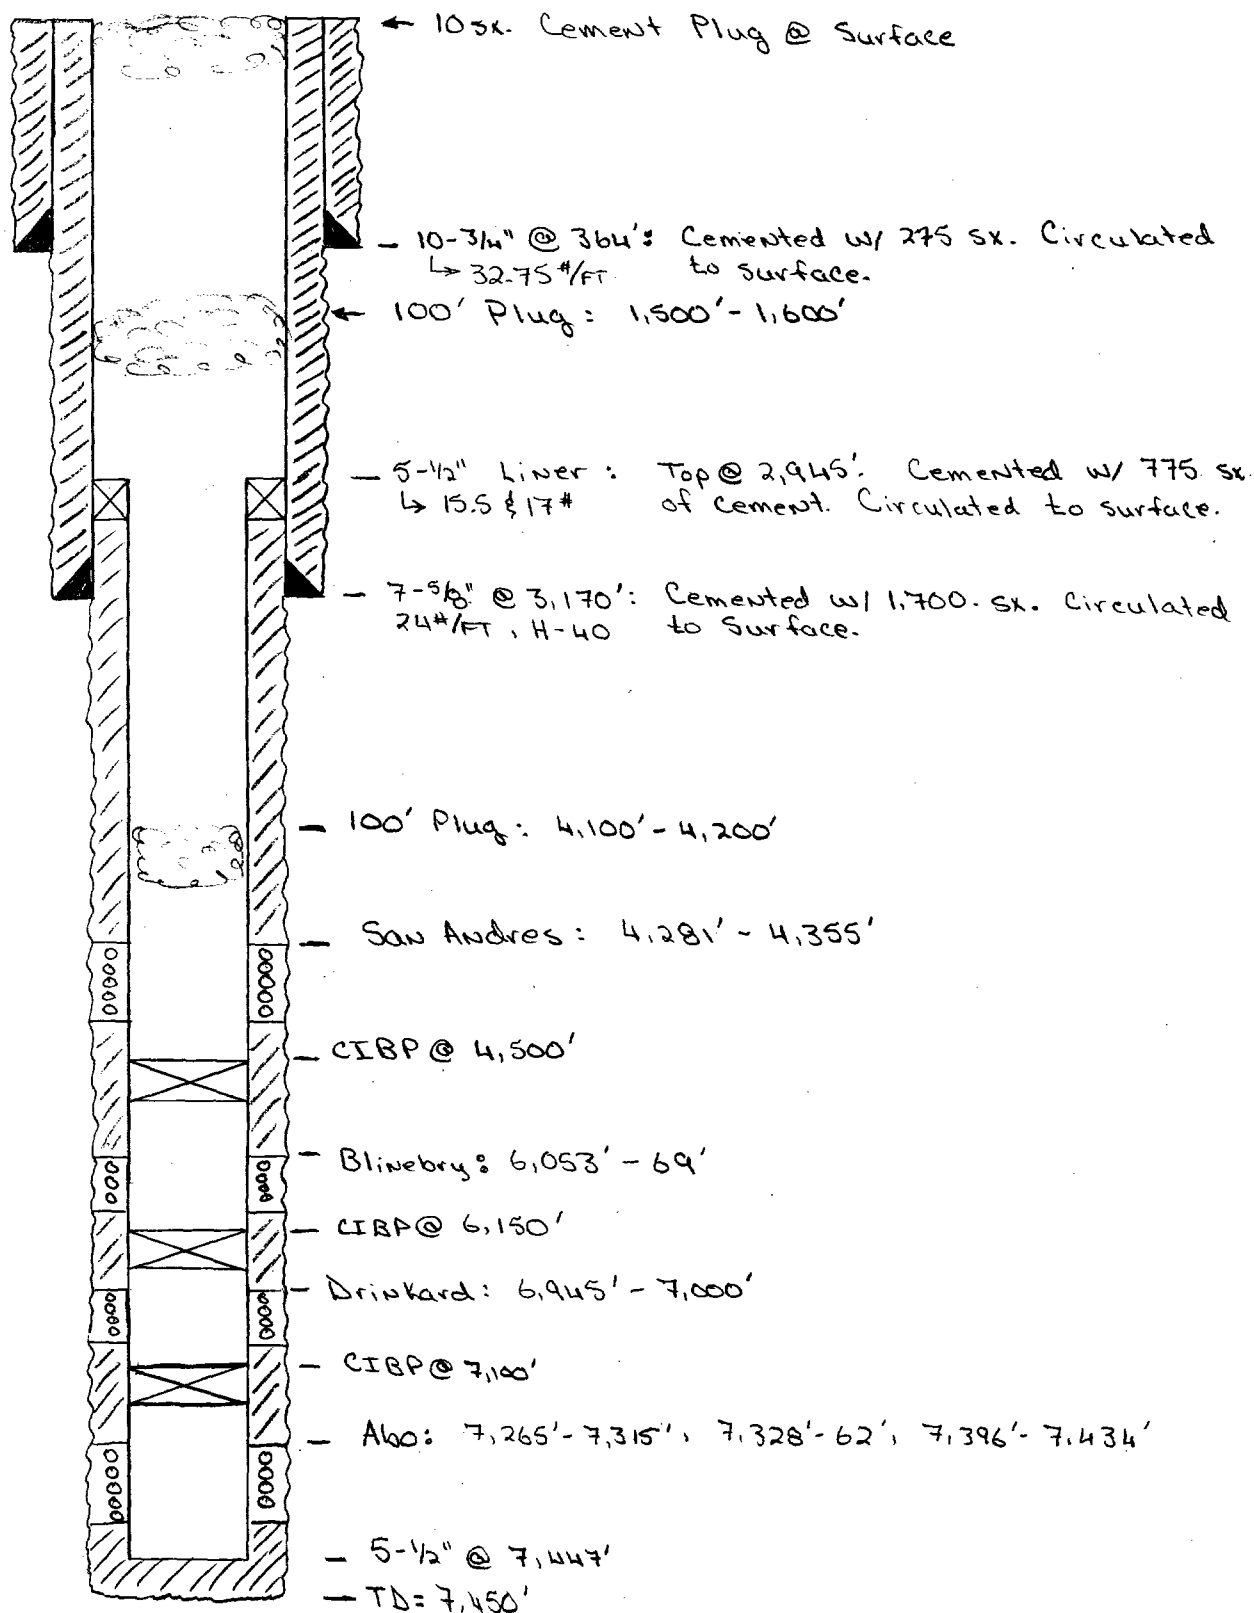 ← 10 sx. Cement Plug @ Surface
– 10-3/4" @ 364': Cemented w/ 275 sx. Circulated
↳ 32.75 #/FT. to surface.
← 100' Plug: 1,500' - 1,600'
– 5-1/2" Liner: Top @ 2,945'. Cemented w/ 775 sx.
↳ 15.5 & 17# of cement. Circulated to surface.
– 7-5/8" @ 3,170': Cemented w/ 1,700 sx. Circulated
24#/FT, H-40 to Surface.
– 100' Plug: 4,100' - 4,200'
– San Andres: 4,281' - 4,355'
– CIBP @ 4,500'
– Blinebry: 6,053' - 69'
– CIBP @ 6,150'
– Drinkard: 6,945' - 7,000'
– CIBP @ 7,100'
– Abo: 7,265' - 7,315', 7,328' - 62', 7,396' - 7,434'
– 5-1/2" @ 7,447'
– TD = 7,450'